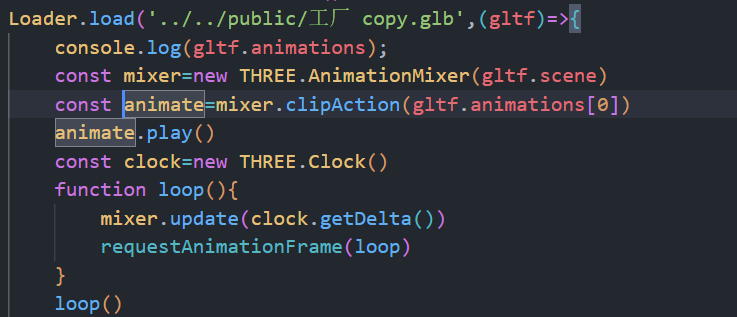 Loader.load('../../public/工厂 copy.glb',(gltf)=>{
console.log(gltf.animations);
const mixer=new THREE.AnimationMixer(gltf.scene)
const animate=mixer.clipAction(gltf.animations[0])
animate.play()
const clock=new THREE.Clock()
function loop(){
mixer.update(clock.getDelta())
requestAnimationFrame(loop)
}
loop()